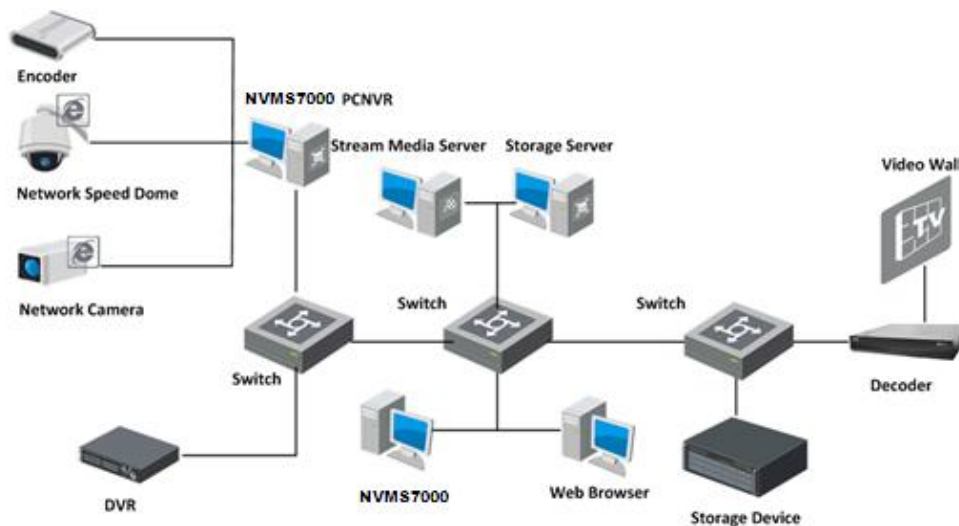 Encoder
NVMS7000 PCNVR
Stream Media Server
Storage Server
Video Wall
Network Speed Dome
TV
Network Camera
Switch
Switch
Switch
Decoder
DVR
NVMS7000
Web Browser
Storage Device